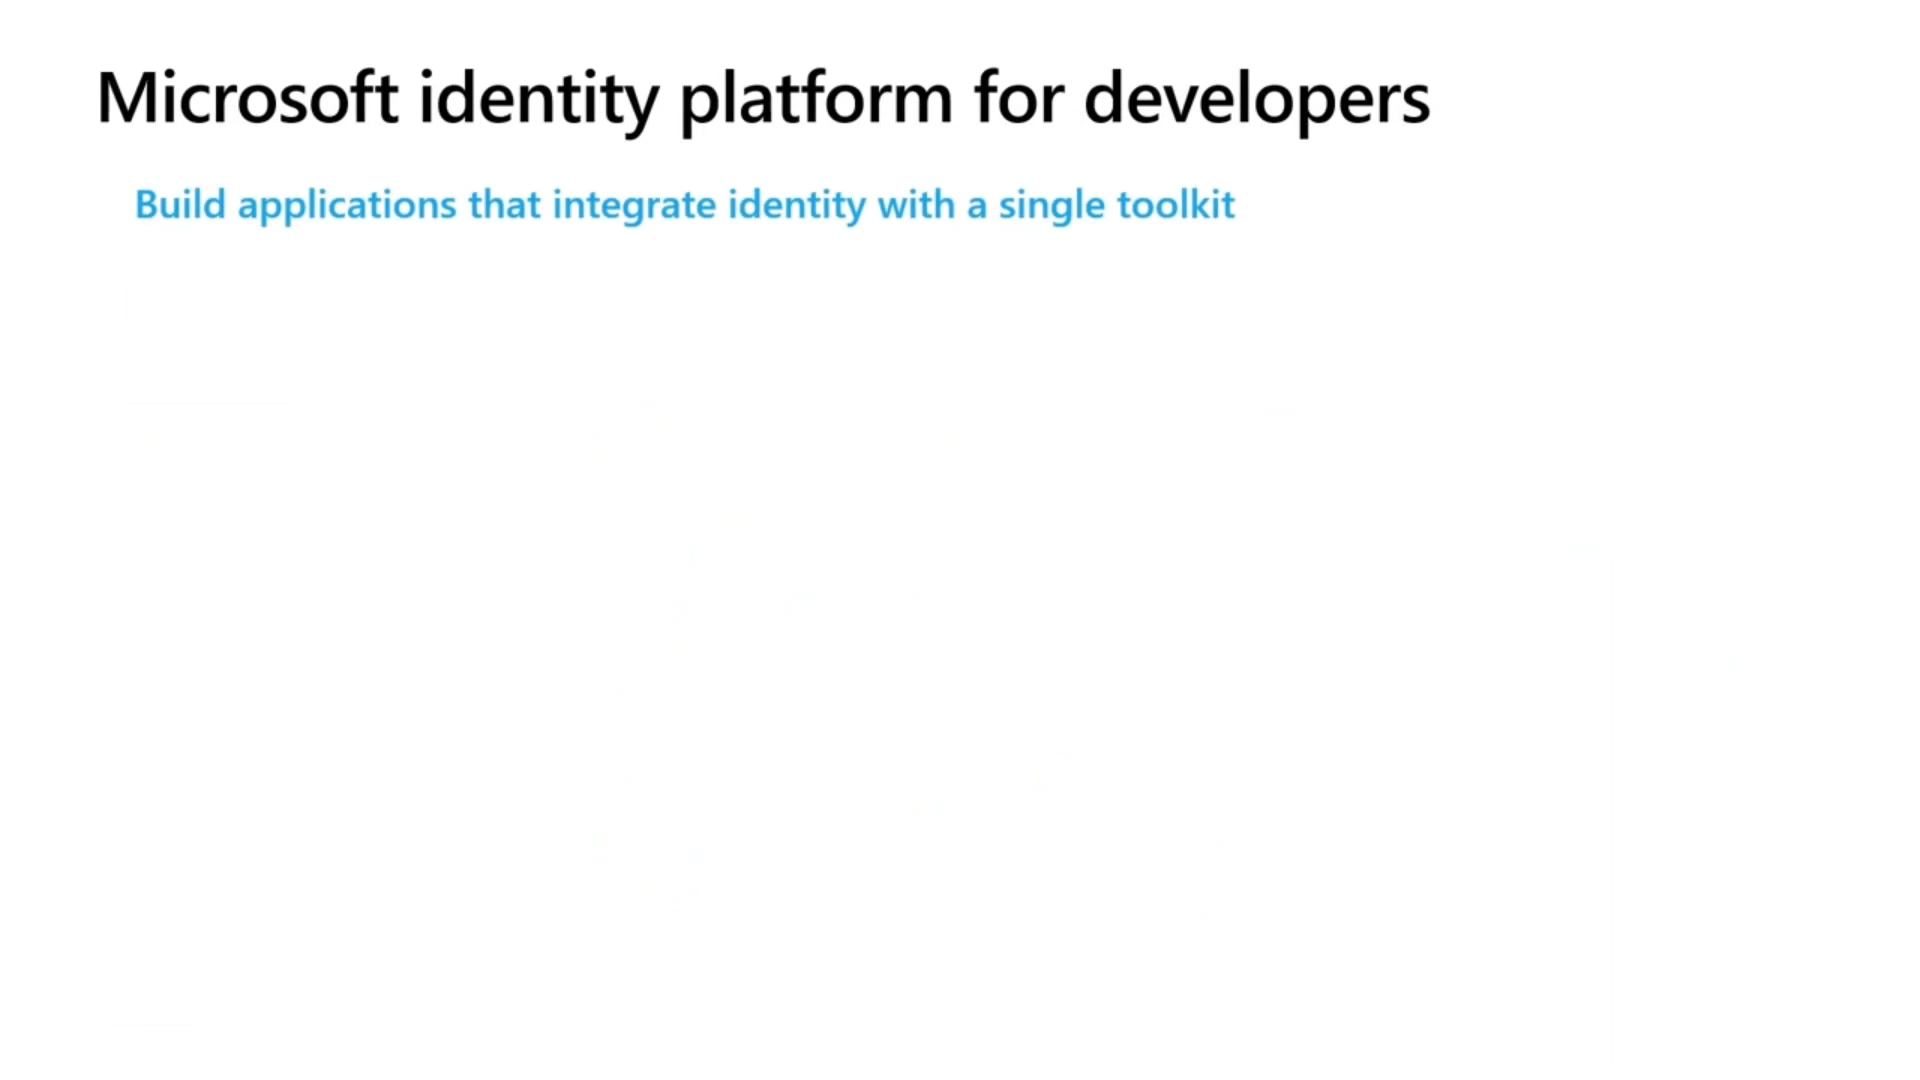 Microsoft identity platform for developers
Build applications that integrate identity with a single toolkit